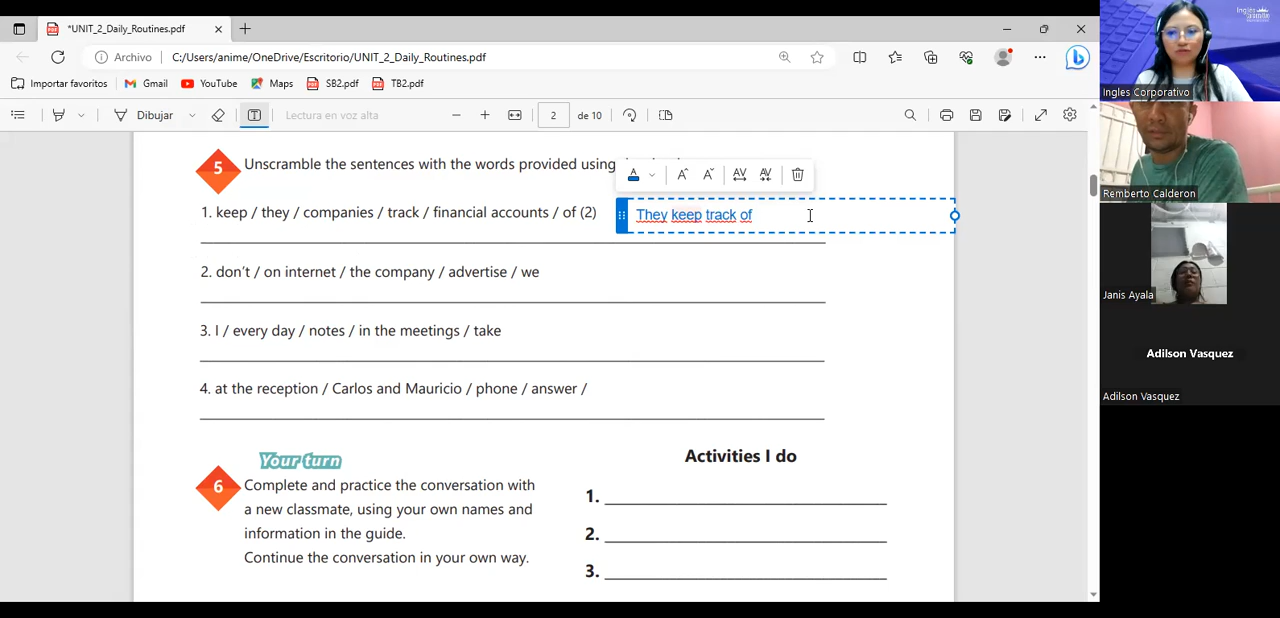 *UNIT_2_Daily_Routines.pdf
Archivo
C:/Users/anime/OneDrive/Escritorio/UNIT_2_Daily_Routines.pdf
Importar favoritos
Gmail
YouTube
Maps
SB2.pdf
TB2.pdf
Dibujar
Lectura en voz alta
2
de 10
5
Unscramble the sentences with the words provided using
1. keep / they / companies / track / financial accounts / of (2)
They keep track of
2. don't / on internet / the company / advertise / we
3. I / every day / notes / in the meetings / take
4. at the reception / Carlos and Mauricio / phone / answer /
Your turn
6
Complete and practice the conversation with
a new classmate, using your own names and
information in the guide.
Continue the conversation in your own way.
Activities I do
1.
2.
3.
Ingles Corporativo
Remberto Calderon
Janis Ayala
Adilson Vasquez
Adilson Vasquez